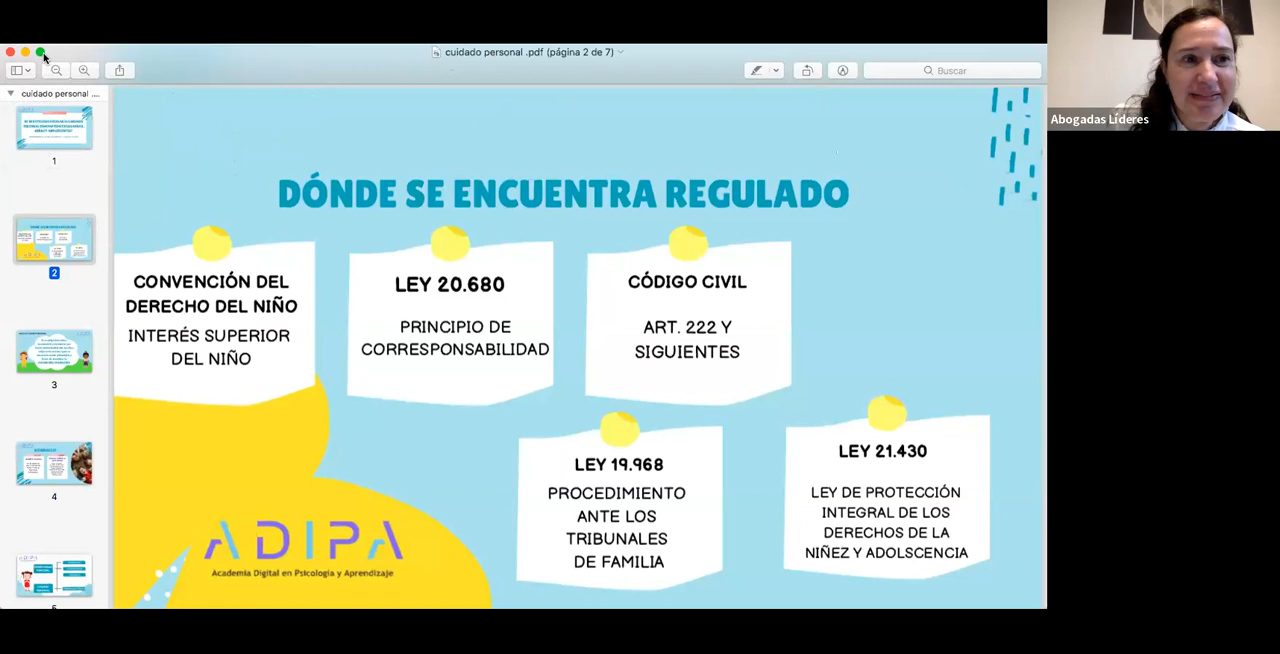 cuidado personal .pdf (página 2 de 7)
Buscar
Abogadas Líderes
cuidado personal ....
1
2
3
4
DÓNDE SE ENCUENTRA REGULADO
CONVENCIÓN DEL
DERECHO DEL NIÑO
INTERÉS SUPERIOR
DEL NIÑO
LEY 20.680
PRINCIPIO DE
CORRESPONSABILIDAD
CÓDIGO CIVIL
ART. 222 Y
SIGUIENTES
LEY 19.968
PROCEDIMIENTO
ANTE LOS
TRIBUNALES
DE FAMILIA
LEY 21.430
LEY DE PROTECCIÓN
INTEGRAL DE LOS
DERECHOS DE LA
NIÑEZ Y ADOLSCENCIA
ADIPA
Academia Digital en Psicología y Aprendizaje